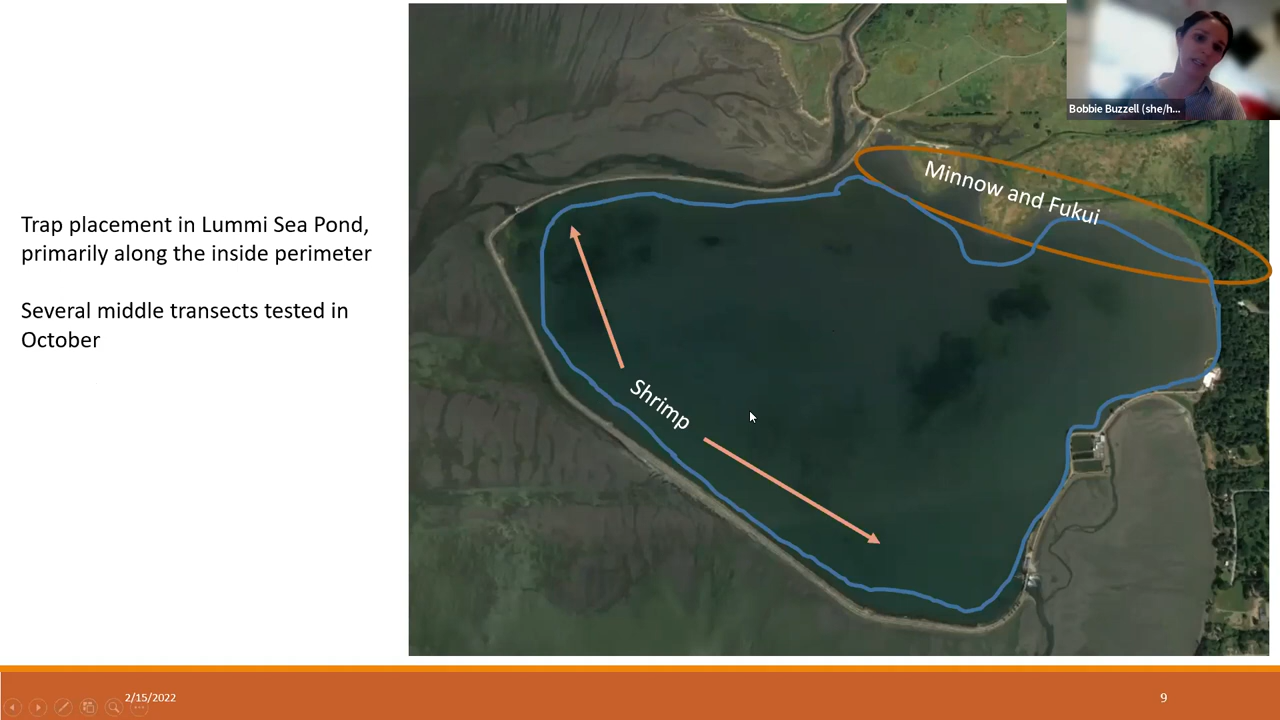 Bobbie Buzzell (she/h...
Minnow and Fukui
Trap placement in Lummi Sea Pond,
primarily along the inside perimeter
Several middle transects tested in
October
Shrimp
2/15/2022
9